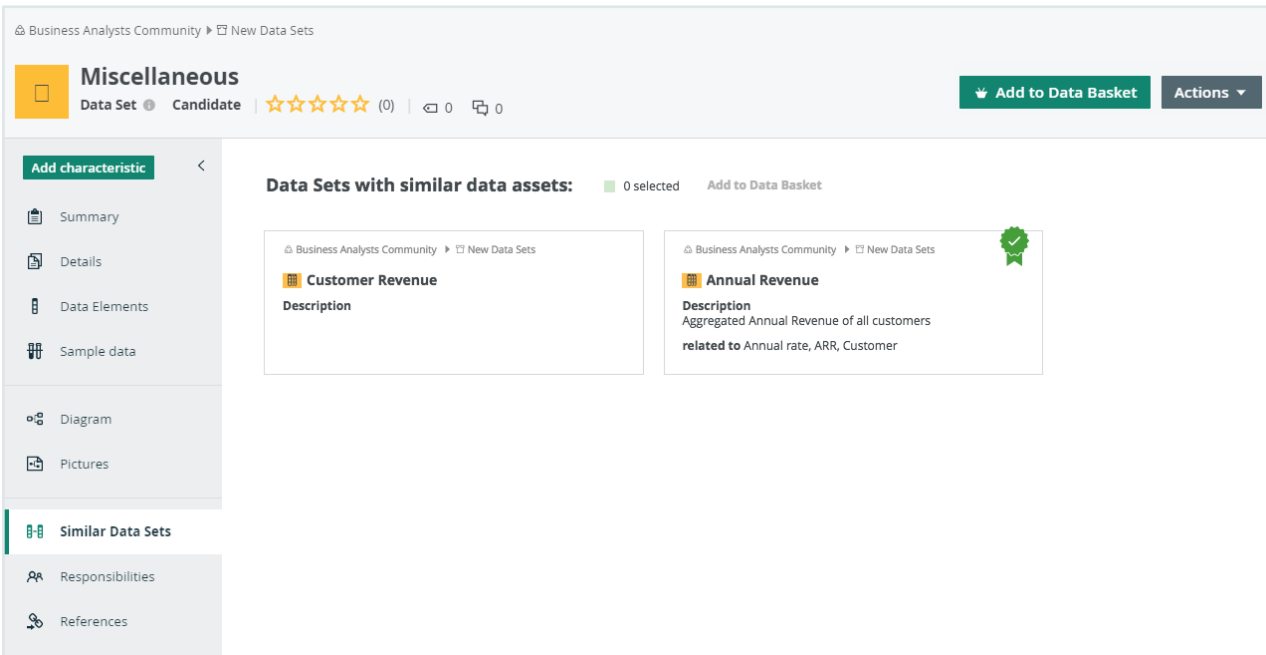 Business Analysts Community New Data Sets
Miscellaneous
Data Set Candidate (0) 0 0
Add to Data Basket
Actions
Add characteristic
Summary
Details
Data Elements
Sample data
Diagram
Pictures
Similar Data Sets
Responsibilities
References
Data Sets with similar data assets: 0 selected Add to Data Basket
Business Analysts Community New Data Sets
Customer Revenue
Description
Business Analysts Community New Data Sets
Annual Revenue
Description
Aggregated Annual Revenue of all customers
related to Annual rate, ARR, Customer